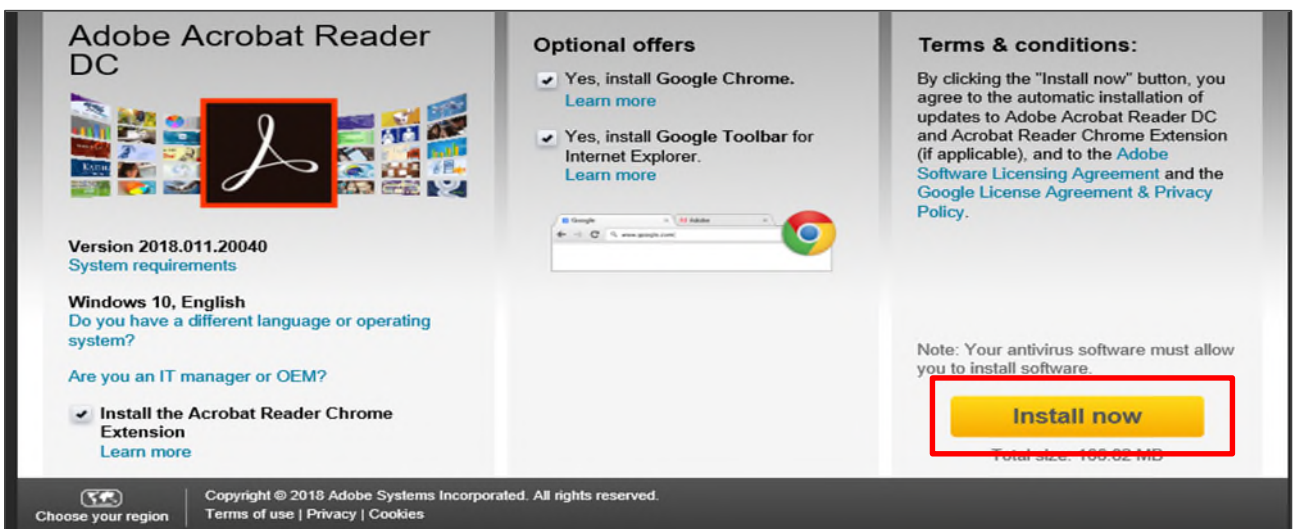 Adobe Acrobat Reader
DC
Version 2018.011.20040
System requirements
Windows 10, English
Do you have a different language or operating
system?
Are you an IT manager or OEM?
Install the Acrobat Reader Chrome
Extension
Learn more
Optional offers
Yes, install Google Chrome.
Learn more
Yes, install Google Toolbar for
Internet Explorer.
Learn more
Google
Adobe
www.google.com
Terms & conditions:
By clicking the "Install now" button, you
agree to the automatic installation of
updates to Adobe Acrobat Reader DC
and Acrobat Reader Chrome Extension
(if applicable), and to the Adobe
Software Licensing Agreement and the
Google License Agreement & Privacy
Policy.
Note: Your antivirus software must allow
you to install software.
Install now
Total size: MB
Choose your region
Copyright © 2018 Adobe Systems Incorporated. All rights reserved.
Terms of use | Privacy | Cookies